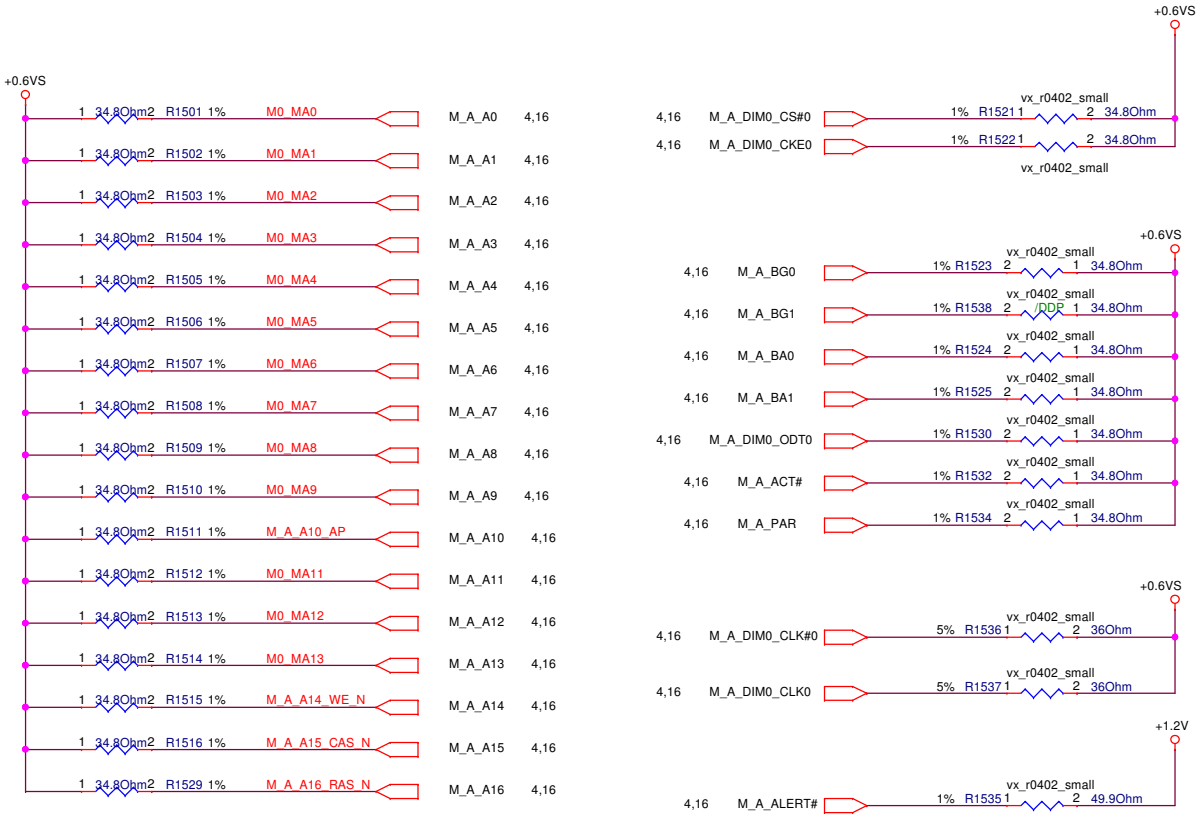 +0.6VS
1 34.8Ohm 2 R1501 1% M0_MA0 M_A_A0 4,16
1 34.8Ohm 2 R1502 1% M0_MA1 M_A_A1 4,16
1 34.8Ohm 2 R1503 1% M0_MA2 M_A_A2 4,16
1 34.8Ohm 2 R1504 1% M0_MA3 M_A_A3 4,16
1 34.8Ohm 2 R1505 1% M0_MA4 M_A_A4 4,16
1 34.8Ohm 2 R1506 1% M0_MA5 M_A_A5 4,16
1 34.8Ohm 2 R1507 1% M0_MA6 M_A_A6 4,16
1 34.8Ohm 2 R1508 1% M0_MA7 M_A_A7 4,16
1 34.8Ohm 2 R1509 1% M0_MA8 M_A_A8 4,16
1 34.8Ohm 2 R1510 1% M0_MA9 M_A_A9 4,16
1 34.8Ohm 2 R1511 1% M_A_A10_AP M_A_A10 4,16
1 34.8Ohm 2 R1512 1% M0_MA11 M_A_A11 4,16
1 34.8Ohm 2 R1513 1% M0_MA12 M_A_A12 4,16
1 34.8Ohm 2 R1514 1% M0_MA13 M_A_A13 4,16
1 34.8Ohm 2 R1515 1% M_A_A14_WE_N M_A_A14 4,16
1 34.8Ohm 2 R1516 1% M_A_A15_CAS_N M_A_A15 4,16
1 34.8Ohm 2 R1529 1% M_A_A16_RAS_N M_A_A16 4,16
+0.6VS
vx_r0402_small
4,16 M_A_DIM0_CS#0 1% R1521 1 2 34.8Ohm
4,16 M_A_DIM0_CKE0 1% R1522 1 2 34.8Ohm
vx_r0402_small
+0.6VS
vx_r0402_small
4,16 M_A_BG0 1% R1523 2 1 34.8Ohm
vx_r0402_small
4,16 M_A_BG1 1% R1538 2 /DDP 1 34.8Ohm
vx_r0402_small
4,16 M_A_BA0 1% R1524 2 1 34.8Ohm
vx_r0402_small
4,16 M_A_BA1 1% R1525 2 1 34.8Ohm
vx_r0402_small
4,16 M_A_DIM0_ODT0 1% R1530 2 1 34.8Ohm
vx_r0402_small
4,16 M_A_ACT# 1% R1532 2 1 34.8Ohm
vx_r0402_small
4,16 M_A_PAR 1% R1534 2 1 34.8Ohm
+0.6VS
vx_r0402_small
4,16 M_A_DIM0_CLK#0 5% R1536 1 2 36Ohm
vx_r0402_small
4,16 M_A_DIM0_CLK0 5% R1537 1 2 36Ohm
+1.2V
vx_r0402_small
4,16 M_A_ALERT# 1% R1535 1 2 49.9Ohm